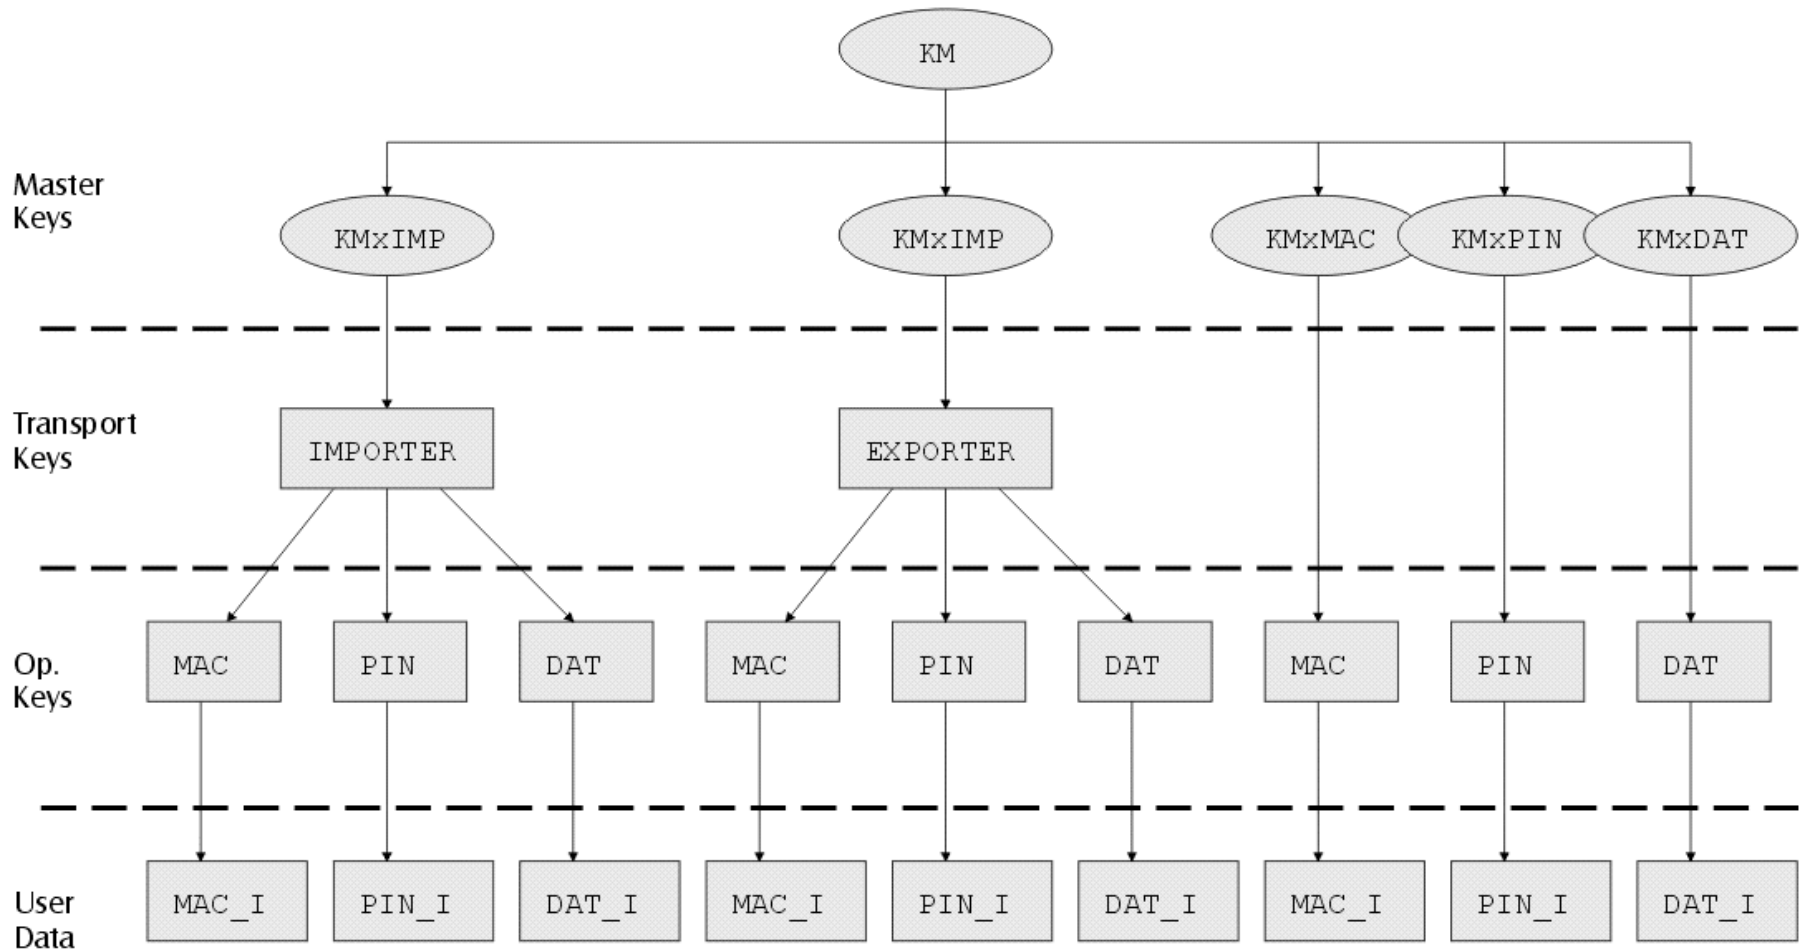 KM
Master
Keys
KMxIMP
KMxIMP
KMxMAC
KMxPIN
KMxDAT
Transport
Keys
IMPORTER
EXPORTER
Op.
Keys
MAC
PIN
DAT
MAC
PIN
DAT
MAC
PIN
DAT
User
Data
MAC_I
PIN_I
DAT_I
MAC_I
PIN_I
DAT_I
MAC_I
PIN_I
DAT_I